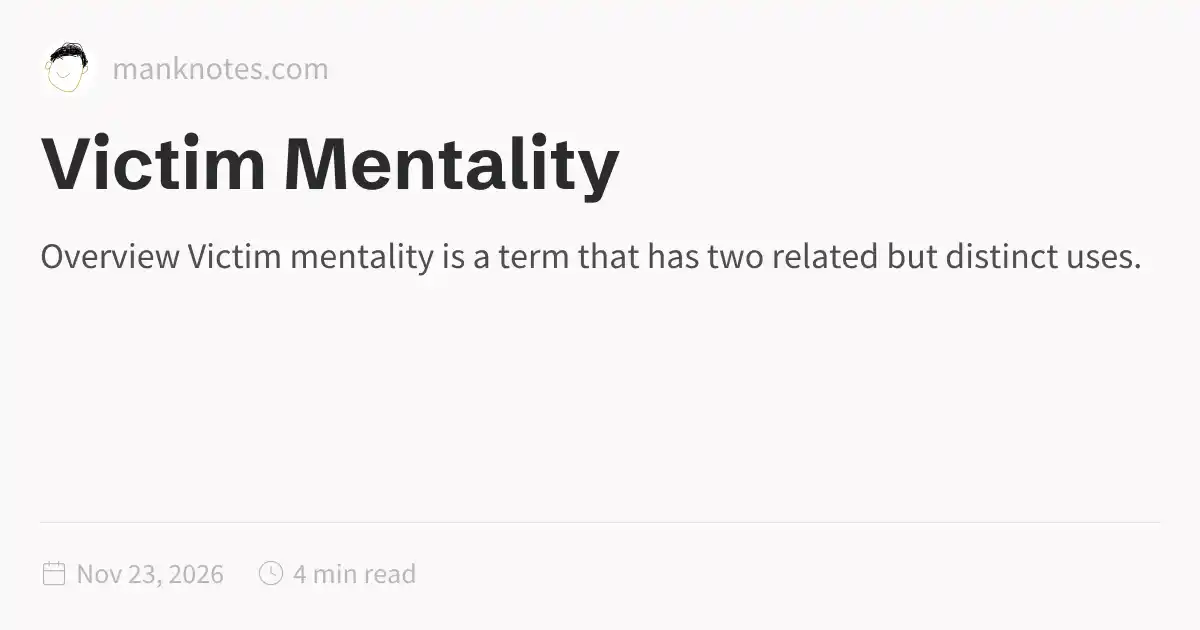 manknotes.com
Victim Mentality
Overview Victim mentality is a term that has two related but distinct uses.
Nov 23, 2026 4 min read